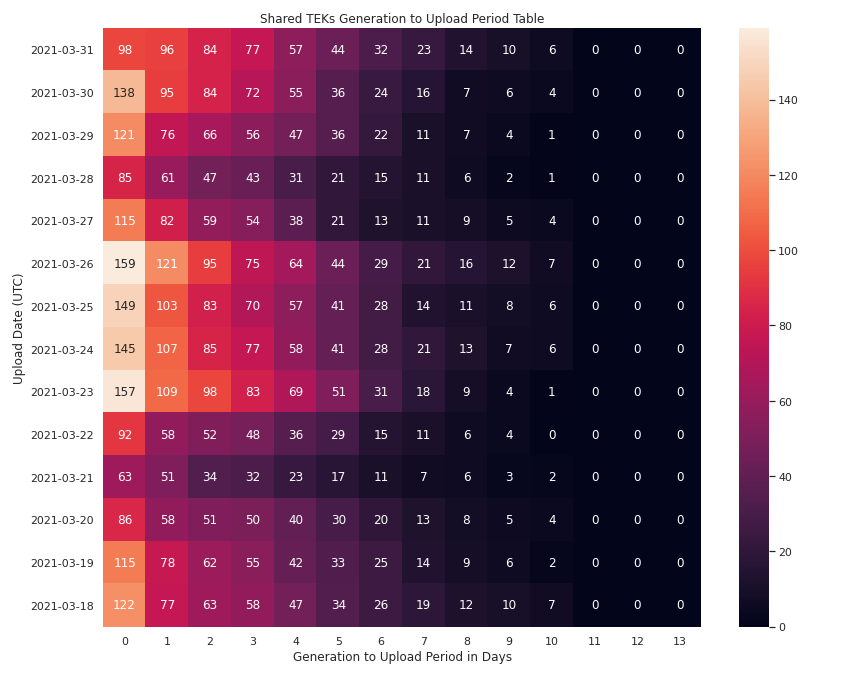 Shared TEKs Generation to Upload Period Table
2021-03-31 98 96 84 77 57 44 32 23 14 10 6 0 0 0
2021-03-30 138 95 84 72 55 36 24 16 7 6 4 0 0 0
2021-03-29 121 76 66 56 47 36 22 11 7 4 1 0 0 0
2021-03-28 85 61 47 43 31 21 15 11 6 2 1 0 0 0
2021-03-27 115 82 59 54 38 21 13 11 9 5 4 0 0 0
2021-03-26 159 121 95 75 64 44 29 21 16 12 7 0 0 0
2021-03-25 149 103 83 70 57 41 28 14 11 8 6 0 0 0
2021-03-24 145 107 85 77 58 41 28 21 13 7 6 0 0 0
2021-03-23 157 109 98 83 69 51 31 18 9 4 1 0 0 0
2021-03-22 92 58 52 48 36 29 15 11 6 4 0 0 0 0
2021-03-21 63 51 34 32 23 17 11 7 6 3 2 0 0 0
2021-03-20 86 58 51 50 40 30 20 13 8 5 4 0 0 0
2021-03-19 115 78 62 55 42 33 25 14 9 6 2 0 0 0
2021-03-18 122 77 63 58 47 34 26 19 12 10 7 0 0 0
0 1 2 3 4 5 6 7 8 9 10 11 12 13
Generation to Upload Period in Days
Upload Date (UTC)
140
120
100
80
60
40
20
0